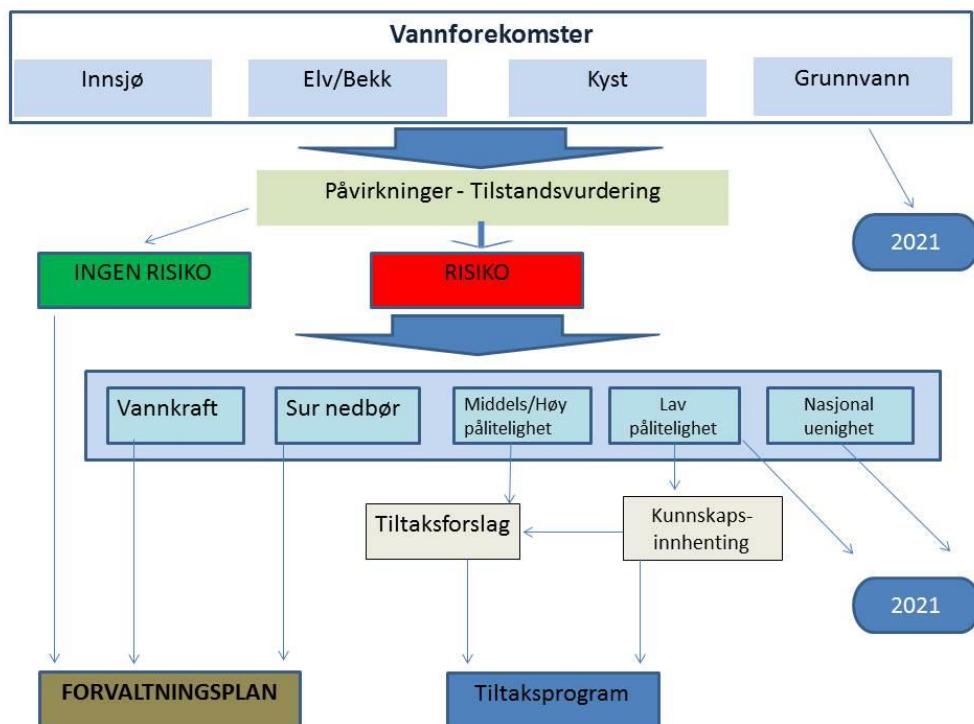 Vannforekomster
Innsjø
Elv/Bekk
Kyst
Grunnvann
Påvirkninger - Tilstandsvurdering
2021
INGEN RISIKO
RISIKO
Vannkraft
Sur nedbør
Middels/Høy
pålitelighet
Lav
pålitelighet
Nasjonal
uenighet
Tiltaksforslag
Kunnskaps-
innhenting
2021
FORVALTNINGSPLAN
Tiltaksprogram